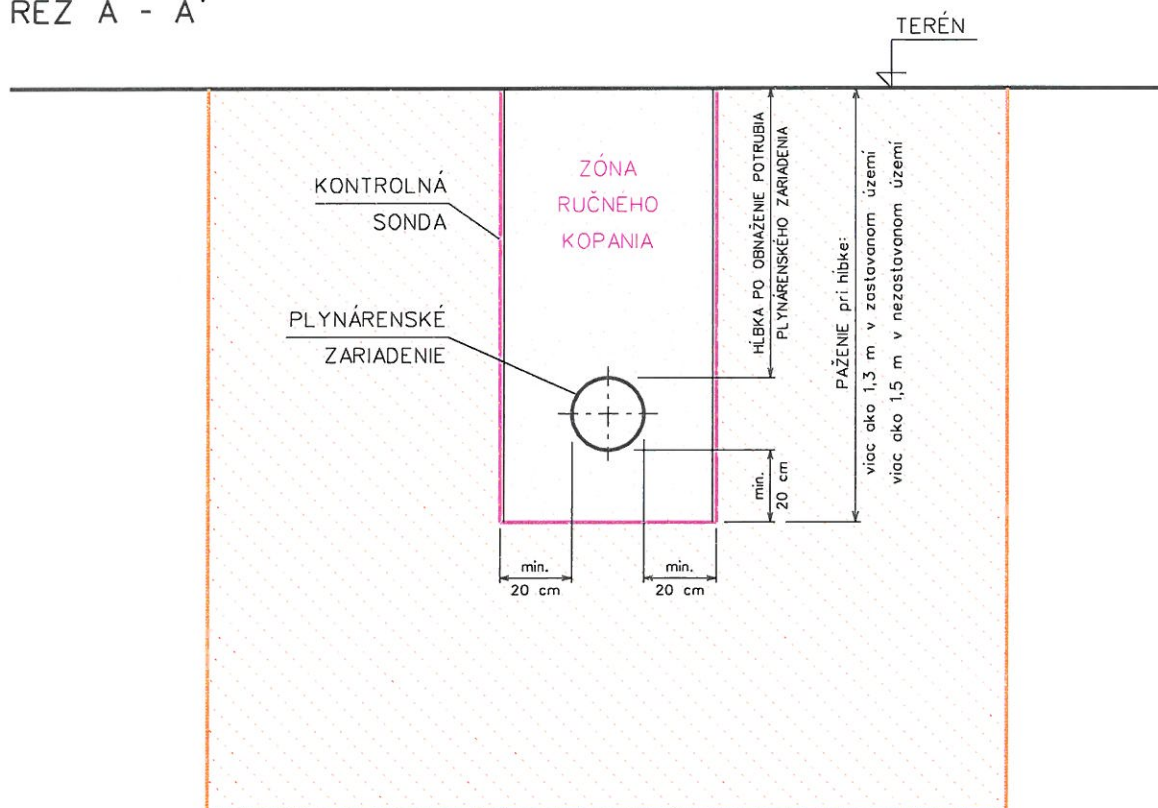 REZ A - A'
TERÉN
KONTROLNÁ
SONDA
ZÓNA
RUČNÉHO
KOPANIA
PLYNÁRENSKÉ
ZARIADENIE
HĹBKA PO OBNAŽENIE POTRUBIA
PLYNÁRENSKÉHO ZARIADENIA
PAŽENIE pri hĺbke:
viac ako 1,3 m v zastavanom území
viac ako 1,5 m v nezastavanom území
min.
20 cm
min.
20 cm
min.
20 cm